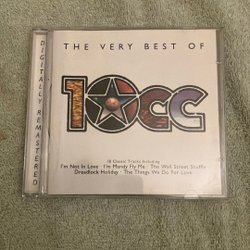 DIGITALLY REMASTERED
THE VERY BEST OF
10CC
18 Classic Tracks Including
I'm Not In Love · I'm Mandy Fly Me · The Wall Street Shuffle
Dreadlock Holiday · The Things We Do For Love